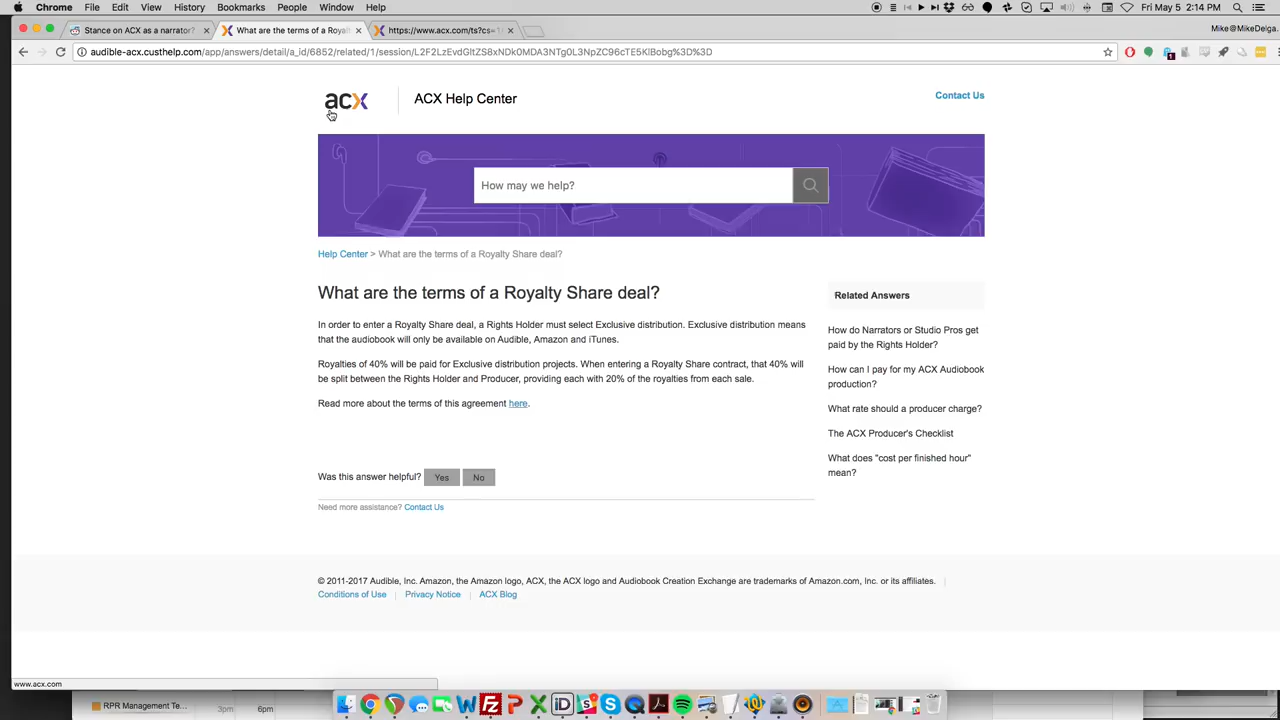 Chrome File Edit View History Bookmarks People Window Help Fri May 5 2:14 PM
Stance on ACX as a narrator? × What are the terms of a Royal × https://www.acx.com/ts?cs= × Mike@MikeDelga.
audible-acx.custhelp.com/app/answers/detail/a_id/6852/related/1/session/L2F2LzEvdGltZS8xNDk0MDA3NTg0L3NpZC96cTE5KlBobg%3D%3D
acx ACX Help Center Contact Us
How may we help?
Help Center > What are the terms of a Royalty Share deal?
What are the terms of a Royalty Share deal?
In order to enter a Royalty Share deal, a Rights Holder must select Exclusive distribution. Exclusive distribution means
that the audiobook will only be available on Audible, Amazon and iTunes.
Royalties of 40% will be paid for Exclusive distribution projects. When entering a Royalty Share contract, that 40% will
be split between the Rights Holder and Producer, providing each with 20% of the royalties from each sale.
Read more about the terms of this agreement here.
Was this answer helpful? Yes No
Need more assistance? Contact Us
Related Answers
How do Narrators or Studio Pros get
paid by the Rights Holder?
How can I pay for my ACX Audiobook
production?
What rate should a producer charge?
The ACX Producer's Checklist
What does "cost per finished hour"
mean?
© 2011-2017 Audible, Inc. Amazon, the Amazon logo, ACX, the ACX logo and Audiobook Creation Exchange are trademarks of Amazon.com, Inc. or its affiliates. |
Conditions of Use | Privacy Notice | ACX Blog
www.acx.com
RPR Management Te... 3pm 6pm